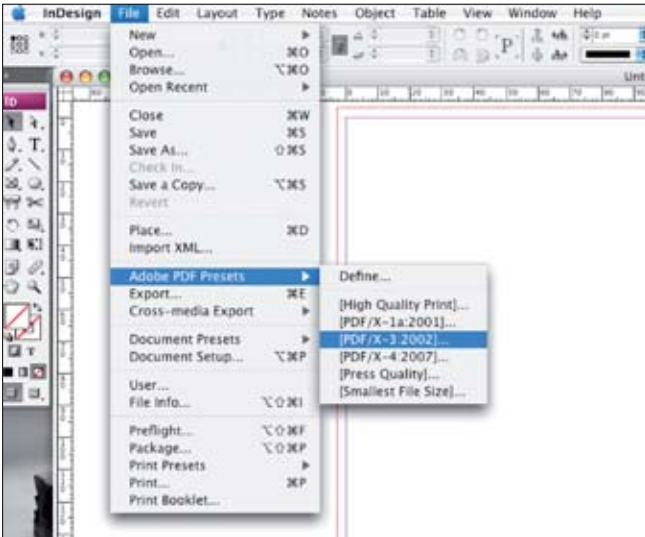 InDesign File Edit Layout Type Notes Object Table View Window Help
New
Open... ⌘O
Browse... ⌥⌘O
Open Recent
Close ⌘W
Save ⌘S
Save As... ⇧⌘S
Check In...
Save a Copy... ⌥⌘S
Revert
Place... ⌘D
Import XML...
Adobe PDF Presets
Export... ⌘E
Cross-media Export
Document Presets
Document Setup... ⌥⌘P
User...
File Info... ⌥⇧⌘I
Preflight... ⌥⇧⌘F
Package... ⌥⇧⌘P
Print Presets
Print... ⌘P
Print Booklet...
Define...
[High Quality Print]...
[PDF/X-1a:2001]...
[PDF/X-3:2002]...
[PDF/X-4:2007]...
[Press Quality]...
[Smallest File Size]...